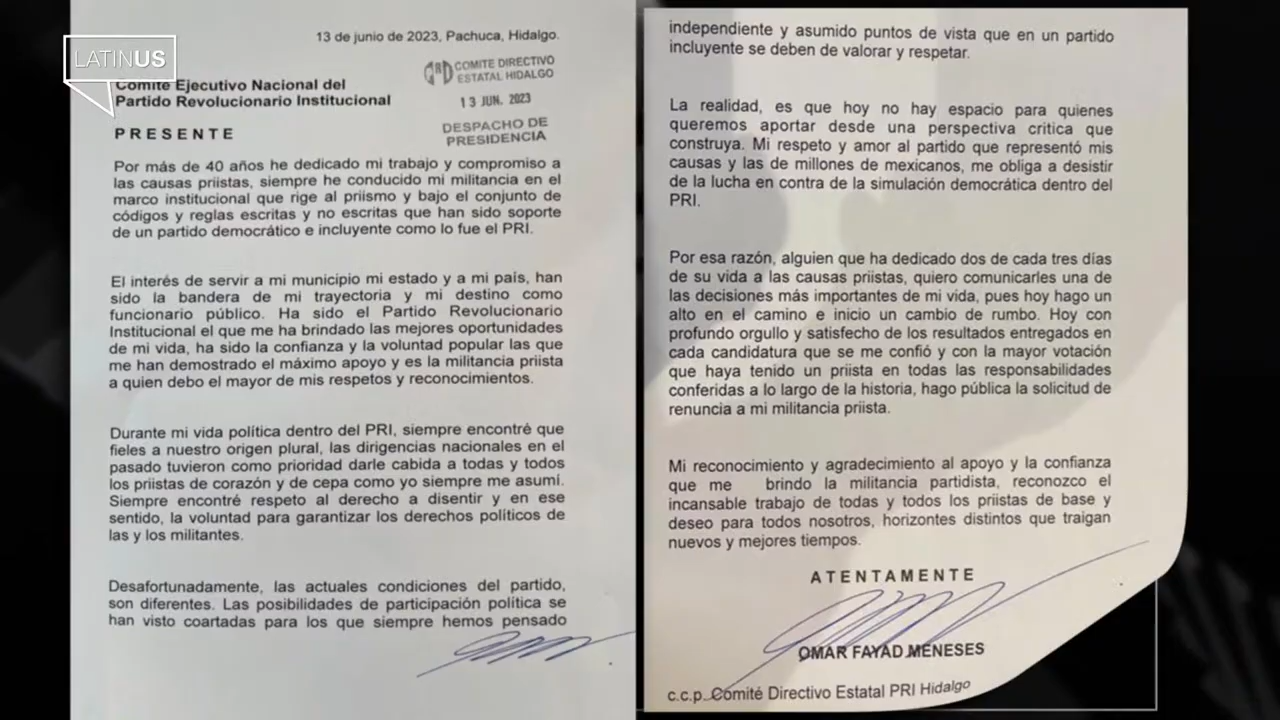 LATINUS
13 de junio de 2023, Pachuca, Hidalgo.
COMITE DIRECTIVO
ESTATAL HIDALGO
13 JUN. 2023
DESPACHO DE
PRESIDENCIA
Comité Ejecutivo Nacional del
Partido Revolucionario Institucional
PRESENTE
Por más de 40 años he dedicado mi trabajo y compromiso a
las causas priistas, siempre he conducido mi militancia en el
marco institucional que rige al priismo y bajo el conjunto de
códigos y reglas escritas y no escritas que han sido soporte
de un partido democrático e incluyente como lo fue el PRI.
El interés de servir a mi municipio mi estado y a mi país, han
sido la bandera de mi trayectoria y mi destino como
funcionario público. Ha sido el Partido Revolucionario
Institucional el que me ha brindado las mejores oportunidades
de mi vida, ha sido la confianza y la voluntad popular las que
me han demostrado el máximo apoyo y es la militancia priista
a quien debo el mayor de mis respetos y reconocimientos.
Durante mi vida política dentro del PRI, siempre encontré que
fieles a nuestro origen plural, las dirigencias nacionales en el
pasado tuvieron como prioridad darle cabida a todas y todos
los priistas de corazón y de cepa como yo siempre me asumí.
Siempre encontré respeto al derecho a disentir y en ese
sentido, la voluntad para garantizar los derechos políticos de
las y los militantes.
Desafortunadamente, las actuales condiciones del partido,
son diferentes. Las posibilidades de participación política se
han visto coartadas para los que siempre hemos pensado
independiente y asumido puntos de vista que en un partido
incluyente se deben de valorar y respetar.
La realidad, es que hoy no hay espacio para quienes
queremos aportar desde una perspectiva critica que
construya. Mi respeto y amor al partido que representó mis
causas y las de millones de mexicanos, me obliga a desistir
de la lucha en contra de la simulación democrática dentro del
PRI.
Por esa razón, alguien que ha dedicado dos de cada tres días
de su vida a las causas priistas, quiero comunicarles una de
las decisiones más importantes de mi vida, pues hoy hago un
alto en el camino e inicio un cambio de rumbo. Hoy con
profundo orgullo y satisfecho de los resultados entregados en
cada candidatura que se me confió y con la mayor votación
que haya tenido un priista en todas las responsabilidades
conferidas a lo largo de la historia, hago pública la solicitud de
renuncia a mi militancia priista.
Mi reconocimiento y agradecimiento al apoyo y la confianza
que me brindo la militancia partidista, reconozco el
incansable trabajo de todas y todos los priistas de base y
deseo para todos nosotros, horizontes distintos que traigan
nuevos y mejores tiempos.
ATENTAMENTE
OMAR FAYAD MENESES
c.c.p. Comité Directivo Estatal PRI Hidalgo